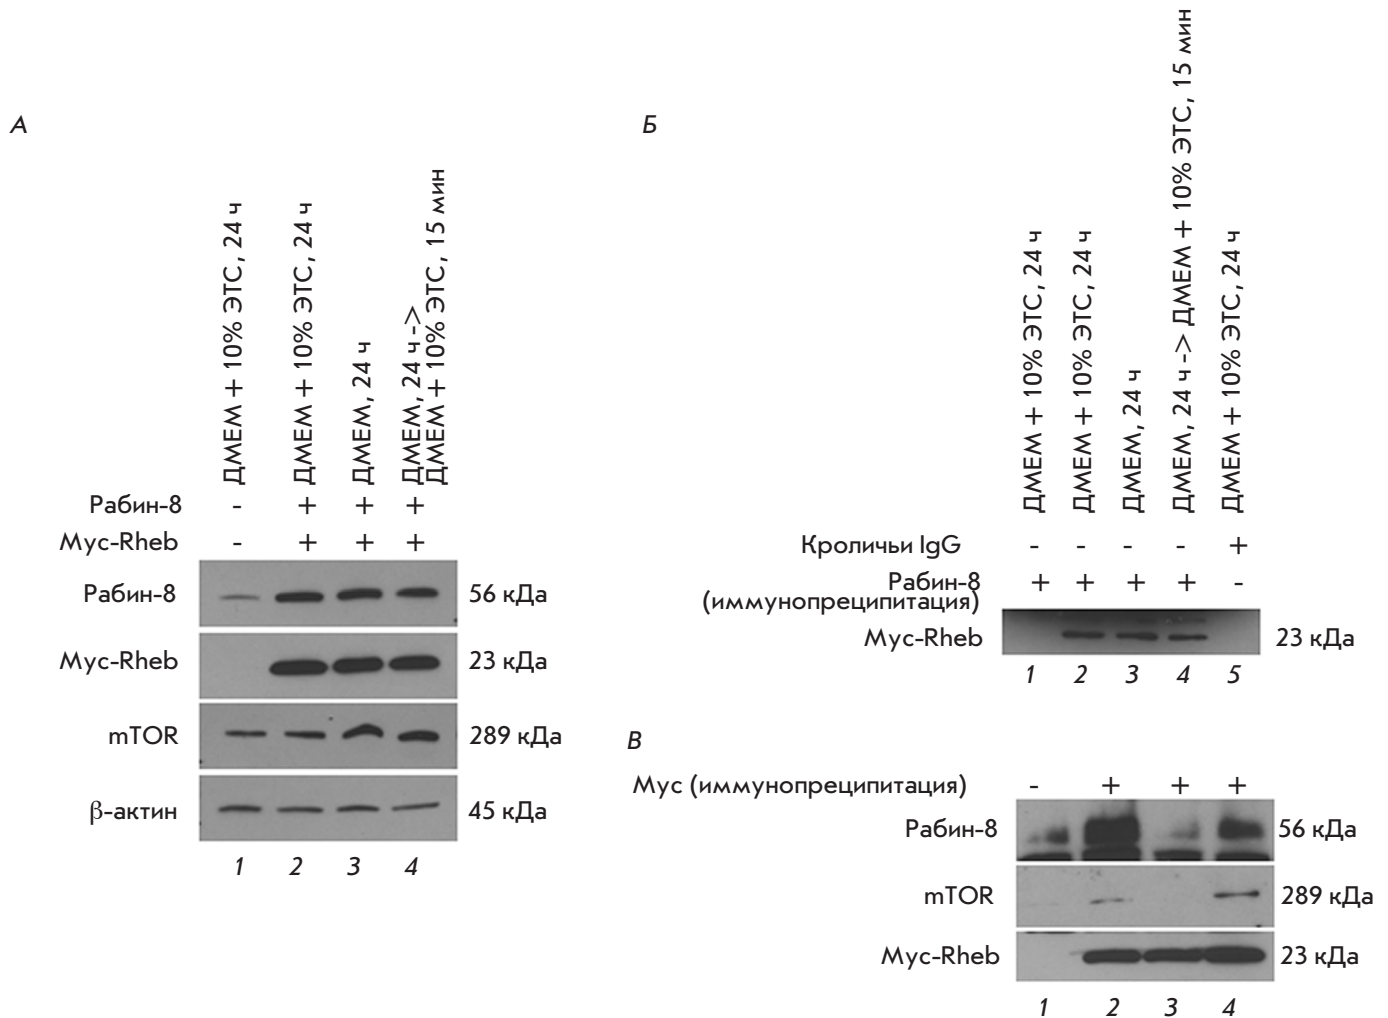 А
ДМЕМ + 10% ЭТС, 24 ч
ДМЕМ + 10% ЭТС, 24 ч
ДМЕМ, 24 ч
ДМЕМ, 24 ч ->
ДМЕМ + 10% ЭТС, 15 мин
Рабин-8 - + + +
Myc-Rheb - + + +
Рабин-8 56 кДа
Myc-Rheb 23 кДа
mTOR 289 кДа
β-актин 45 кДа
1 2 3 4
Б
ДМЕМ + 10% ЭТС, 24 ч
ДМЕМ + 10% ЭТС, 24 ч
ДМЕМ, 24 ч
ДМЕМ, 24 ч -> ДМЕМ + 10% ЭТС, 15 мин
ДМЕМ + 10% ЭТС, 24 ч
Кроличьи IgG - - - - +
Рабин-8 + + + + -
(иммунопреципитация)
Myc-Rheb 23 кДа
1 2 3 4 5
В
Myc (иммунопреципитация) - + + +
Рабин-8 56 кДа
mTOR 289 кДа
Myc-Rheb 23 кДа
1 2 3 4